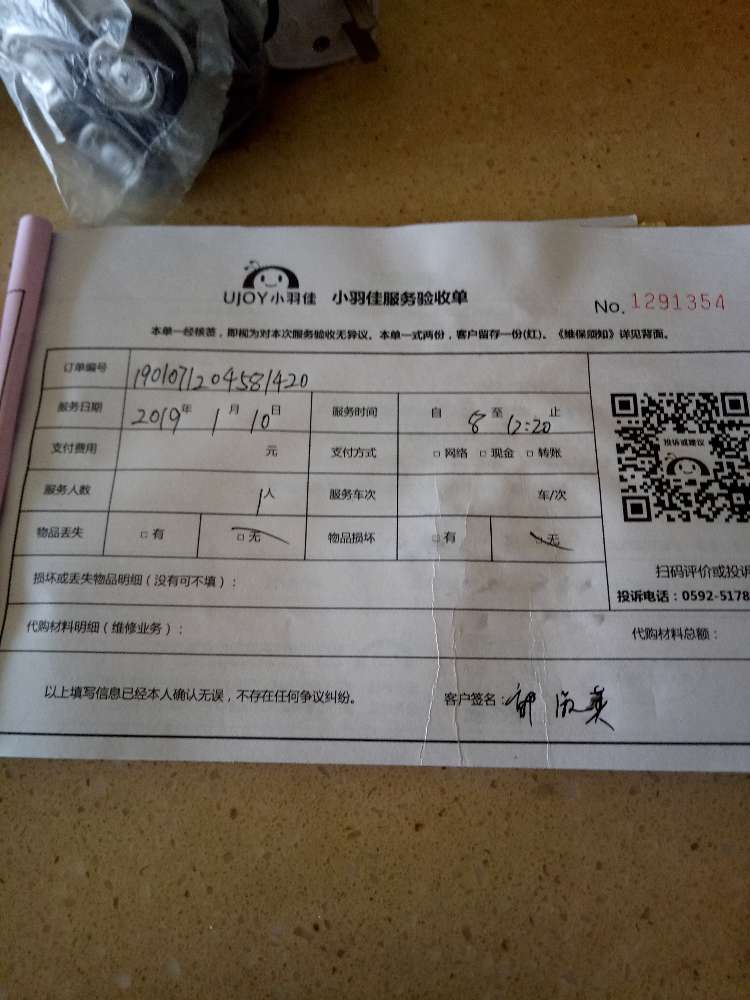 UJOY小羽佳 小羽佳服务验收单
No. 1291354
本单一经核签，即视为对本次服务验收无异议。本单一式两份，客户留存一份(红)。《维保须知》详见背面。
订单编号 1901071204581420
服务日期 2019年 1月 10日 服务时间 自 8 至 12:20 止
支付费用 元 支付方式 □网络 □现金 □转账
服务人数 1人 服务车次 车/次
物品丢失 □有 □无 物品损坏 □有 □无
投诉或建议
扫码评价或投诉
投诉电话：0592-5178
损坏或丢失物品明细（没有可不填）：
代购材料明细（维修业务）： 代购材料总额：
以上填写信息已经本人确认无误，不存在任何争议纠纷。 客户签名：